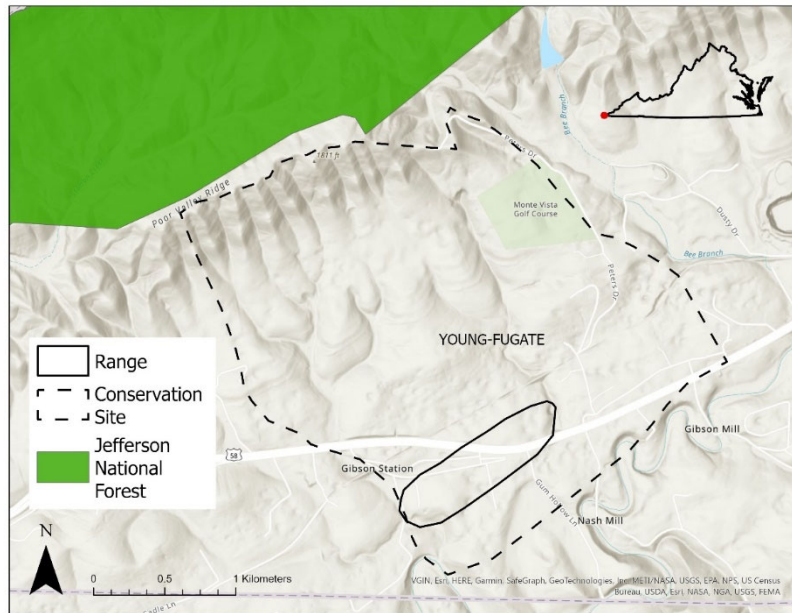 Bee Branch
Peters Dr
1811 ft
Poor Valley Ridge
Monte Vista
Golf Course
Dusty Dr
Bee Branch
Peters Dr
YOUNG-FUGATE
Range
Conservation
Site
Jefferson
National
Forest
58
Gibson Station
Gibson Mill
Gum Hollow Ln
Nash Mill
N
0 0.5 1 Kilometers
VGIN, Esri, HERE, Garmin, SafeGraph, GeoTechnologies, Inc, METI/NASA, USGS, EPA, NPS, US Census
Bureau, USDA, Esri, NASA, NGA, USGS, FEMA